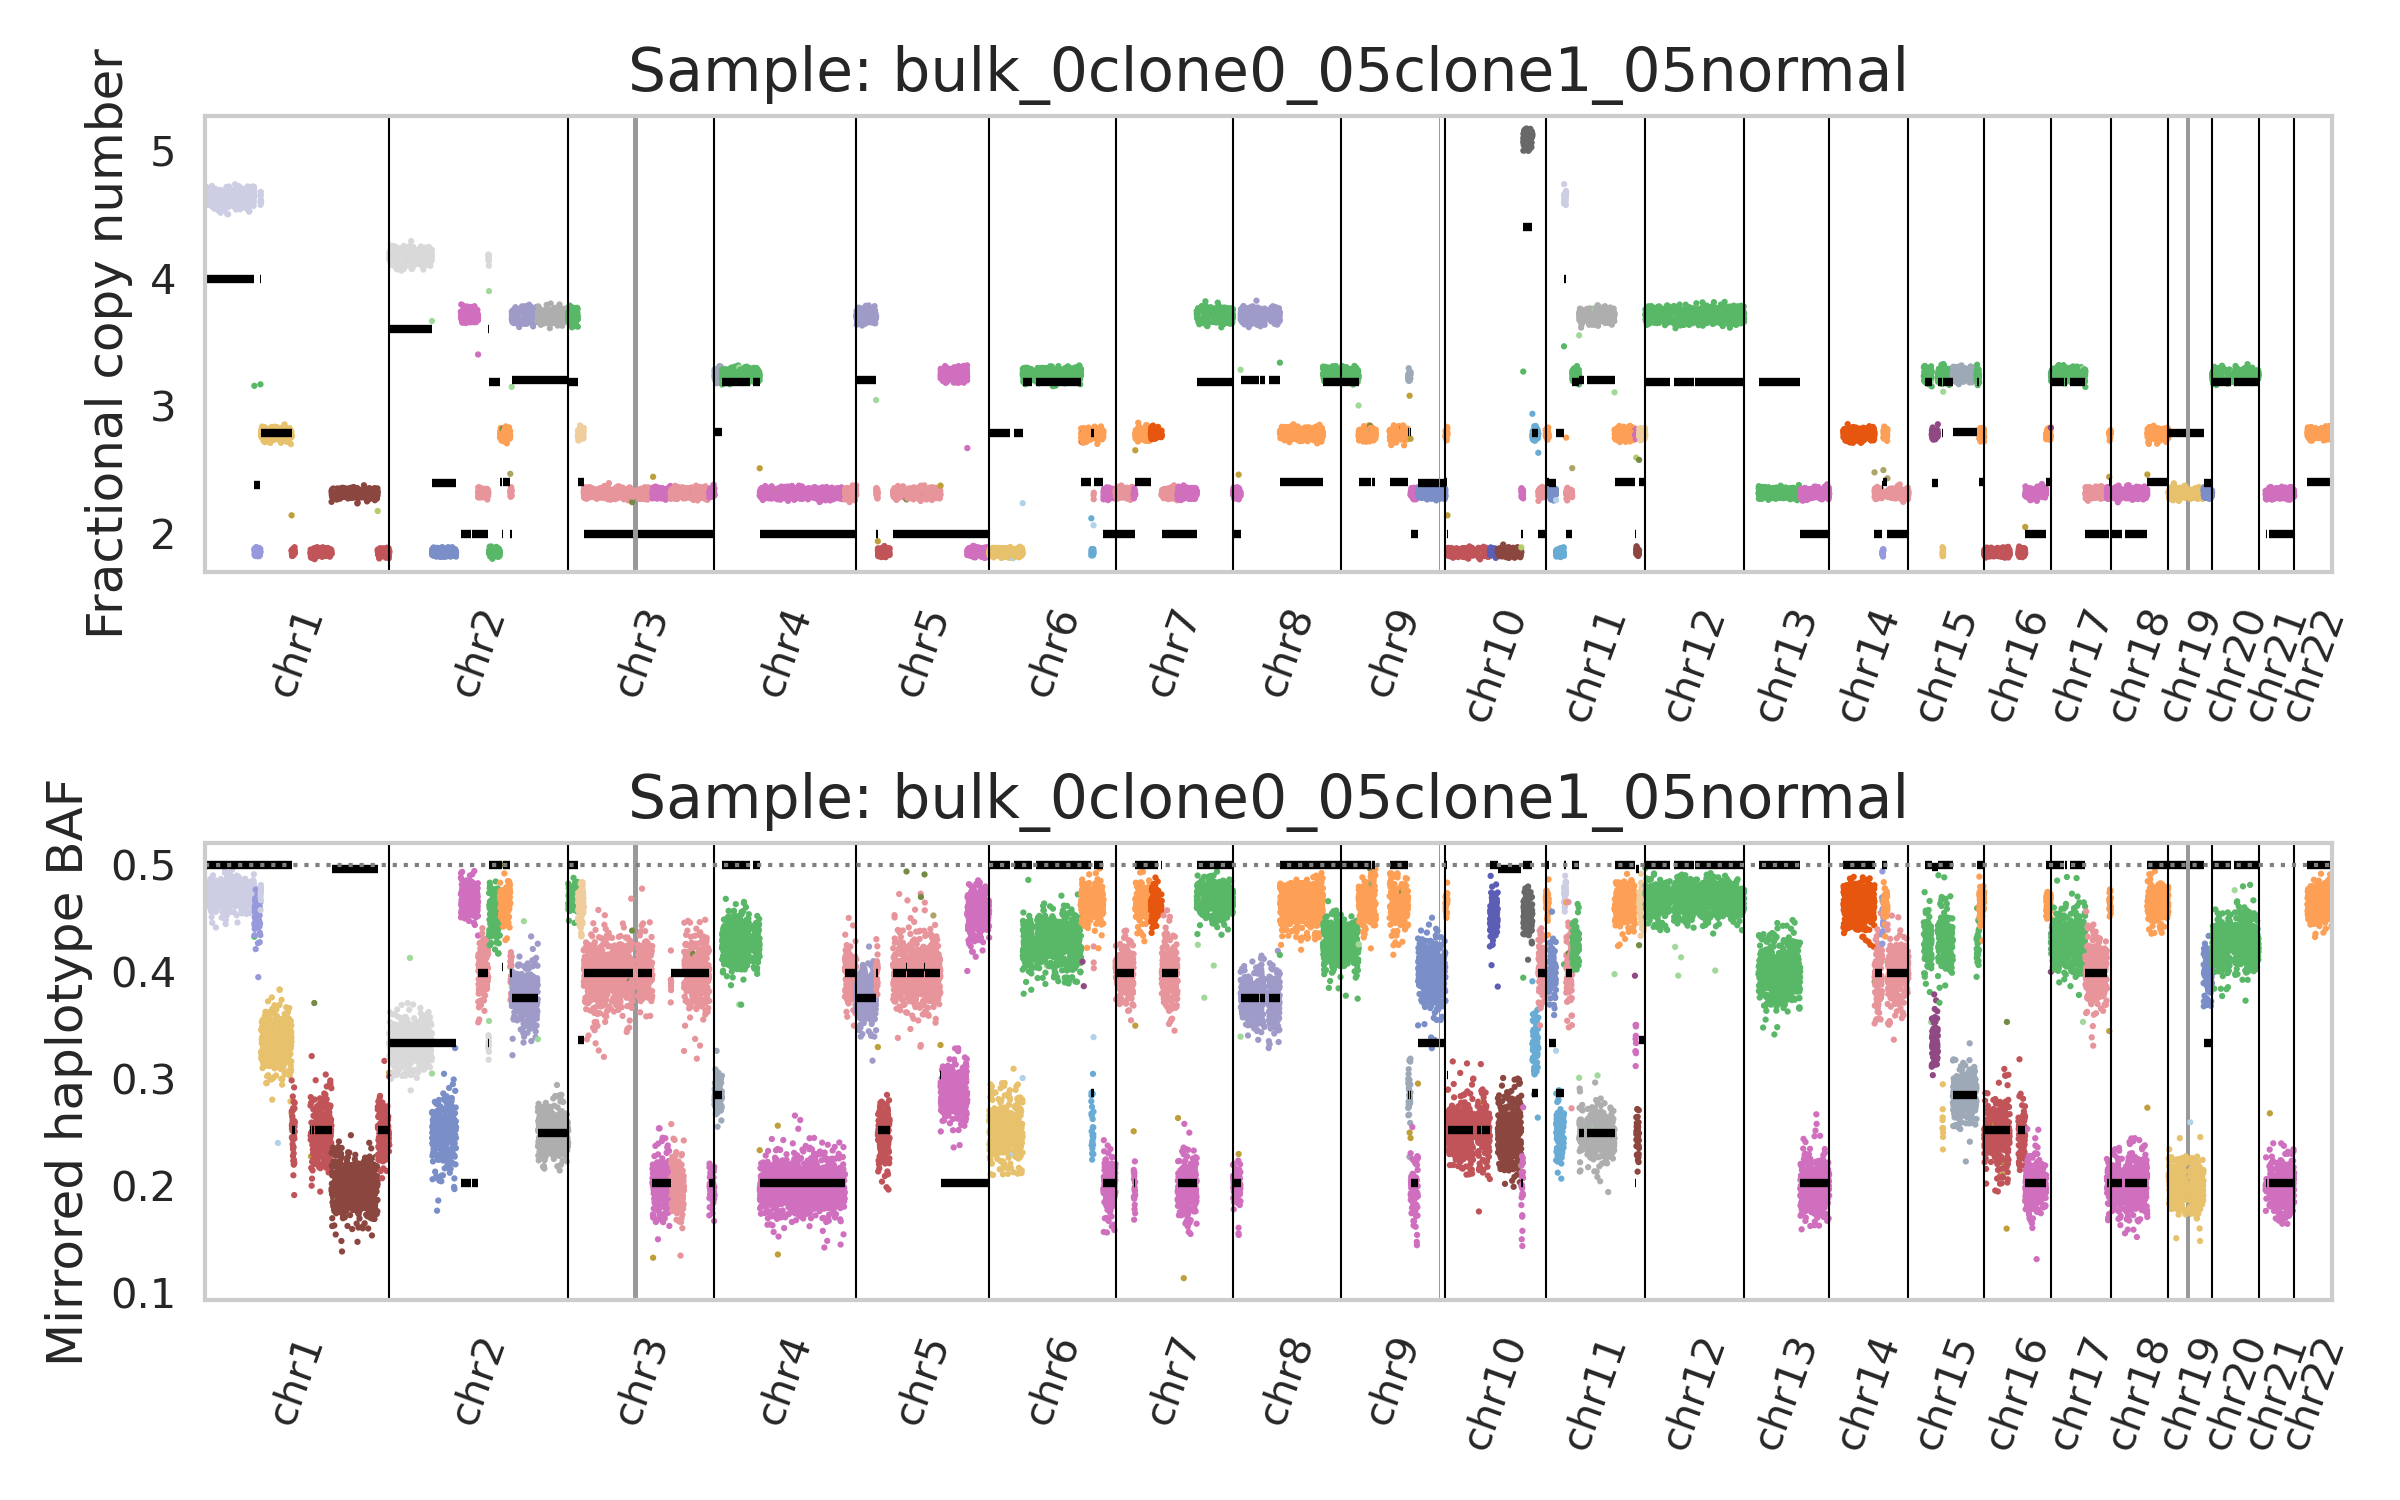 Sample: bulk_0clone0_05clone1_05normal
Fractional copy number
5
4
3
2
chr1 chr2 chr3 chr4 chr5 chr6 chr7 chr8 chr9 chr10 chr11 chr12 chr13 chr14 chr15 chr16 chr17 chr18 chr19 chr20 chr21 chr22
Sample: bulk_0clone0_05clone1_05normal
Mirrored haplotype BAF
0.5
0.4
0.3
0.2
0.1
chr1 chr2 chr3 chr4 chr5 chr6 chr7 chr8 chr9 chr10 chr11 chr12 chr13 chr14 chr15 chr16 chr17 chr18 chr19 chr20 chr21 chr22